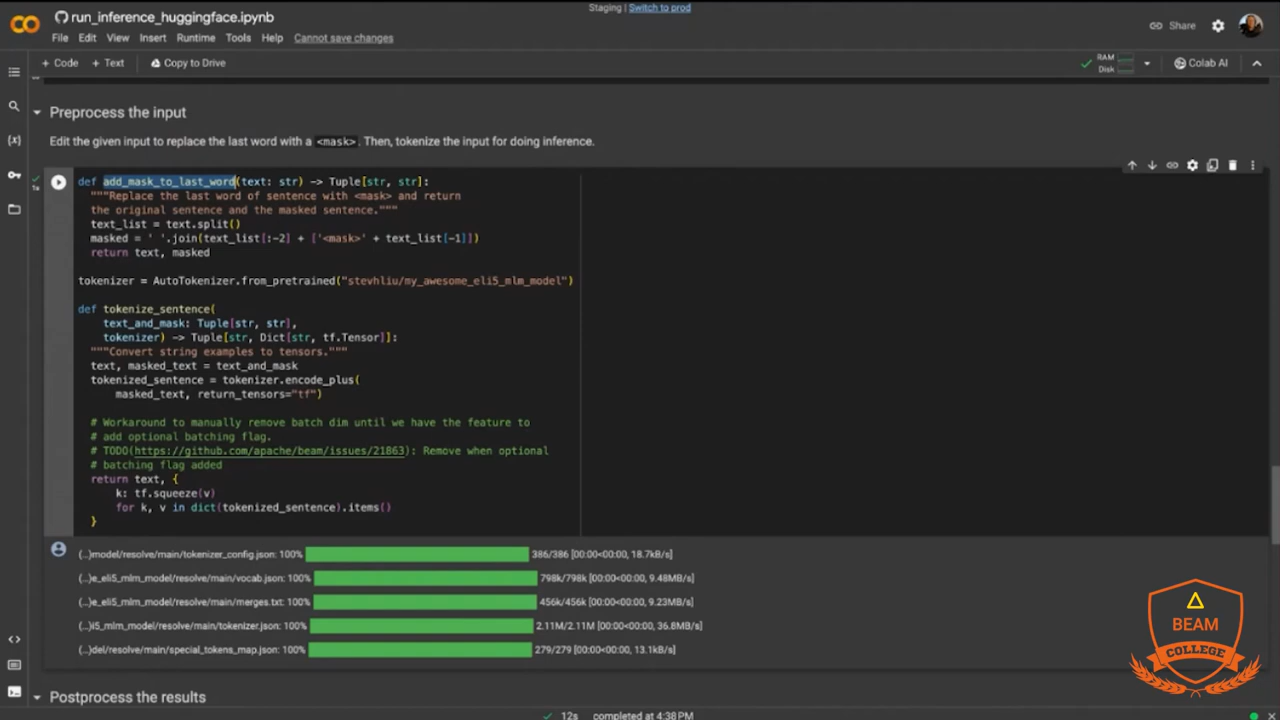 Staging | Switch to prod
run_inference_huggingface.ipynb
File Edit View Insert Runtime Tools Help Cannot save changes
Share
+ Code + Text Copy to Drive
RAM
Disk
Colab AI
Preprocess the input
Edit the given input to replace the last word with a <mask>. Then, tokenize the input for doing inference.
1s
def add_mask_to_last_word(text: str) -> Tuple[str, str]:
"""Replace the last word of sentence with <mask> and return
the original sentence and the masked sentence."""
text_list = text.split()
masked = ' '.join(text_list[:-2] + ['<mask>' + text_list[-1]])
return text, masked
tokenizer = AutoTokenizer.from_pretrained("stevhliu/my_awesome_eli5_mlm_model")
def tokenize_sentence(
text_and_mask: Tuple[str, str],
tokenizer) -> Tuple[str, Dict[str, tf.Tensor]]:
"""Convert string examples to tensors."""
text, masked_text = text_and_mask
tokenized_sentence = tokenizer.encode_plus(
masked_text, return_tensors="tf")
# Workaround to manually remove batch dim until we have the feature to
# add optional batching flag.
# TODO(https://github.com/apache/beam/issues/21863): Remove when optional
# batching flag added
return text, {
k: tf.squeeze(v)
for k, v in dict(tokenized_sentence).items()
}
(…)model/resolve/main/tokenizer_config.json: 100% 386/386 [00:00<00:00, 18.7kB/s]
(…)e_eli5_mlm_model/resolve/main/vocab.json: 100% 798k/798k [00:00<00:00, 9.48MB/s]
(…)e_eli5_mlm_model/resolve/main/merges.txt: 100% 456k/456k [00:00<00:00, 9.23MB/s]
(…)i5_mlm_model/resolve/main/tokenizer.json: 100% 2.11M/2.11M [00:00<00:00, 36.8MB/s]
(…)del/resolve/main/special_tokens_map.json: 100% 279/279 [00:00<00:00, 13.1kB/s]
BEAM
COLLEGE
Postprocess the results
12s completed at 4:38 PM